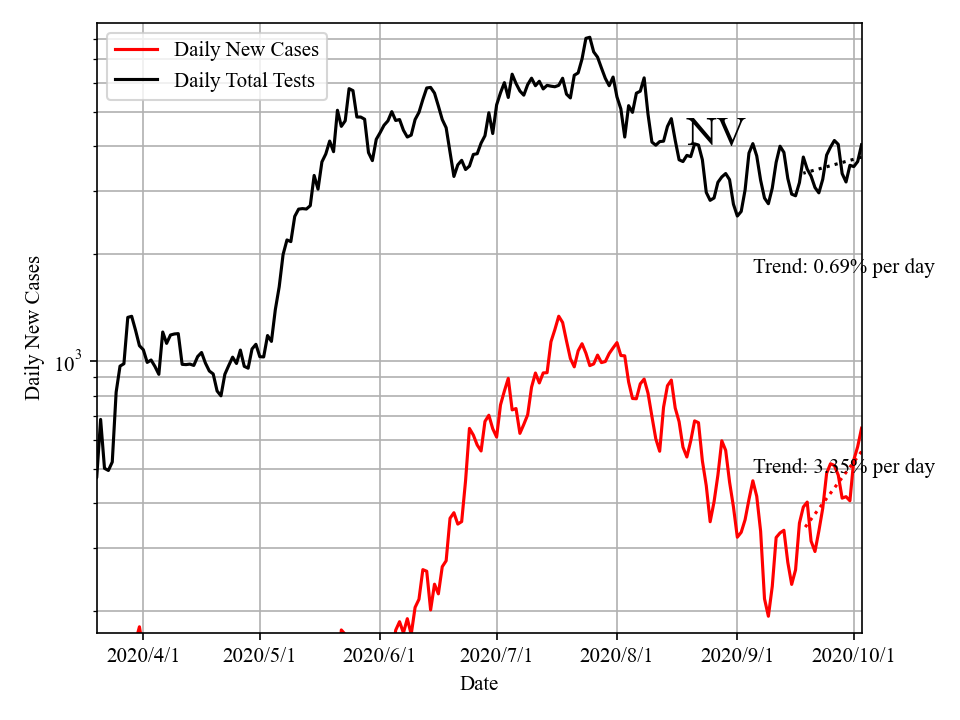 Daily New Cases
Daily Total Tests
NV
Trend: 0.69% per day
Trend: 3.35% per day
Daily New Cases
10³
2020/4/1 2020/5/1 2020/6/1 2020/7/1 2020/8/1 2020/9/1 2020/10/1
Date